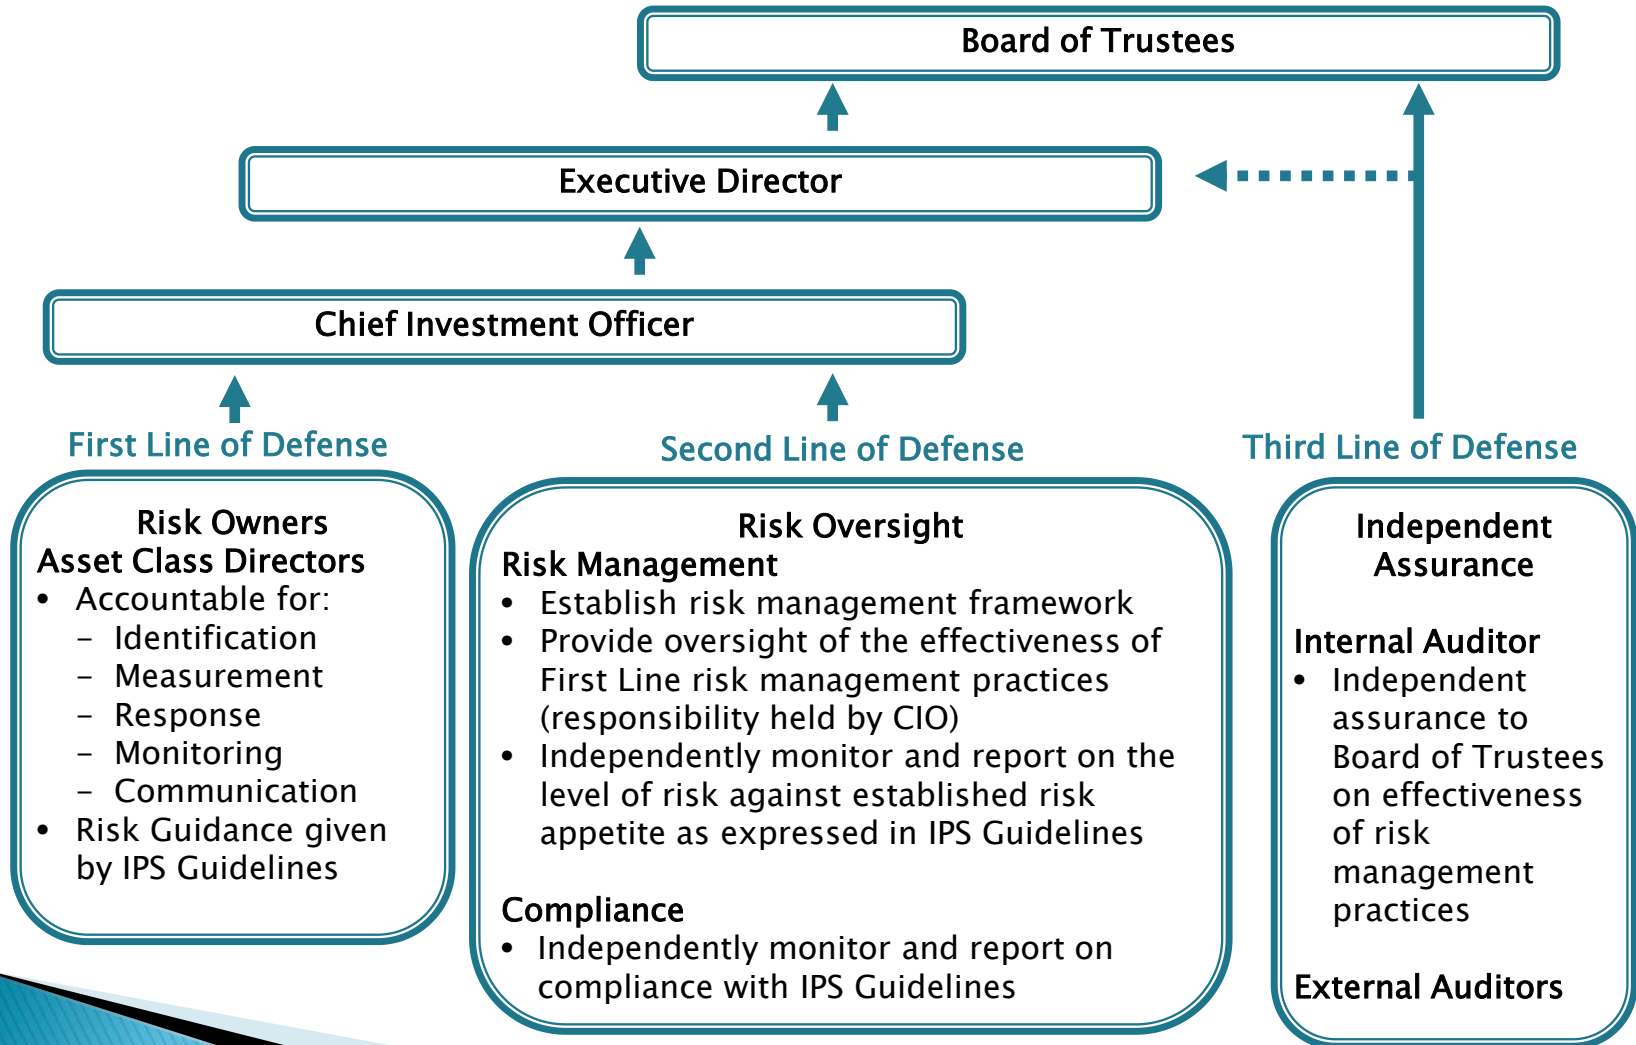 Board of Trustees
Executive Director
Chief Investment Officer
First Line of Defense
Risk Owners
Asset Class Directors
• Accountable for:
– Identification
– Measurement
– Response
– Monitoring
– Communication
• Risk Guidance given
by IPS Guidelines
Second Line of Defense
Risk Oversight
Risk Management
• Establish risk management framework
• Provide oversight of the effectiveness of
First Line risk management practices
(responsibility held by CIO)
• Independently monitor and report on the
level of risk against established risk
appetite as expressed in IPS Guidelines
Compliance
• Independently monitor and report on
compliance with IPS Guidelines
Third Line of Defense
Independent
Assurance
Internal Auditor
• Independent
assurance to
Board of Trustees
on effectiveness
of risk
management
practices
External Auditors